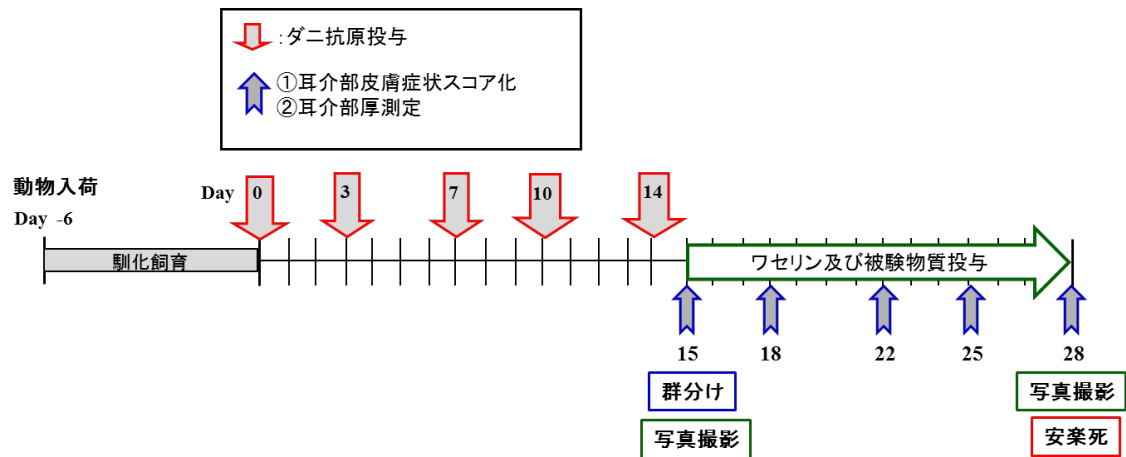 ：ダニ抗原投与
①耳介部皮膚症状スコア化
②耳介部厚測定
動物入荷
Day -6
Day 0 3 7 10 14
馴化飼育
ワセリン及び被験物質投与
15 18 22 25 28
群分け
写真撮影
写真撮影
安楽死